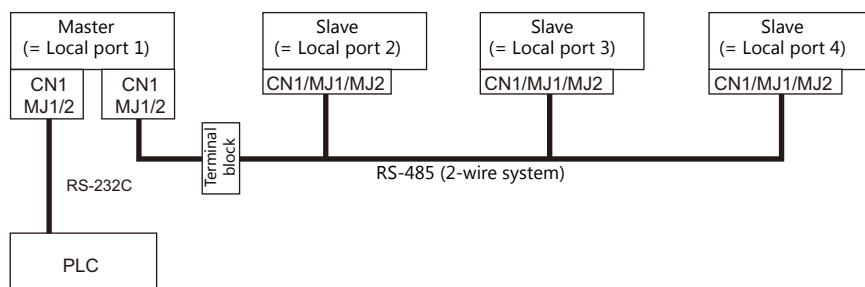 Master
(= Local port 1)
Slave
(= Local port 2)
Slave
(= Local port 3)
Slave
(= Local port 4)
CN1
MJ1/2
CN1
MJ1/2
CN1/MJ1/MJ2
CN1/MJ1/MJ2
CN1/MJ1/MJ2
Terminal
block
RS-485 (2-wire system)
RS-232C
PLC